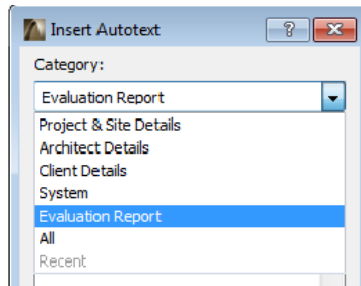 Insert Autotext
?
Category:
Evaluation Report
Project & Site Details
Architect Details
Client Details
System
Evaluation Report
All
Recent